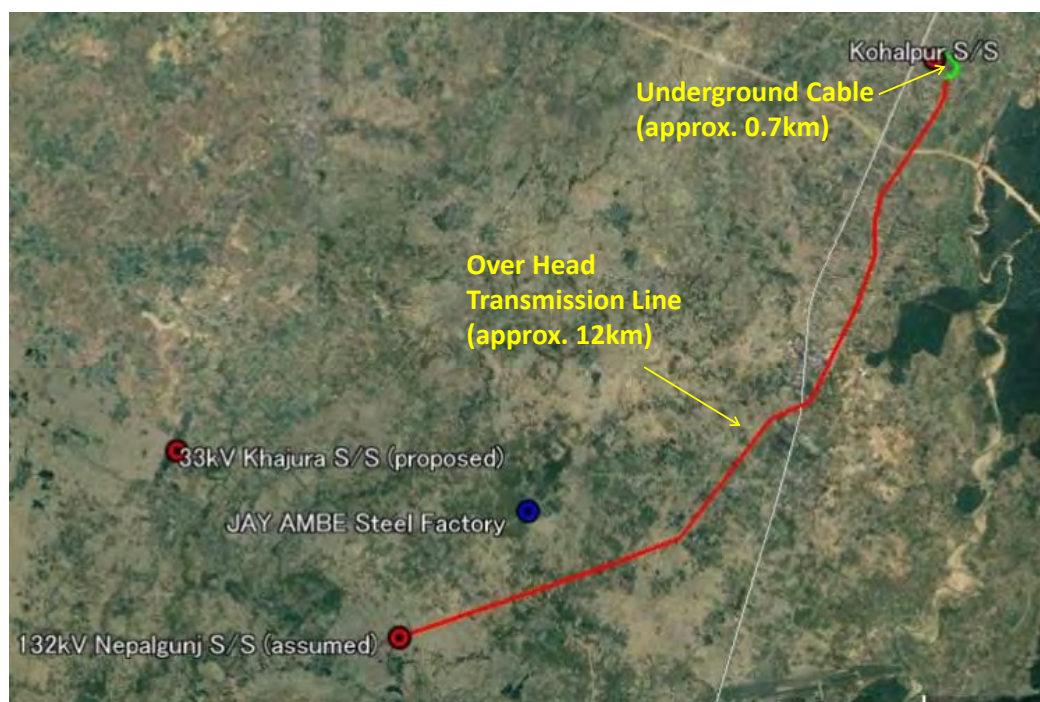 Kohalpur S/S
Underground Cable
(approx. 0.7km)
Over Head
Transmission Line
(approx. 12km)
33kV Khajura S/S (proposed)
JAY AMBE Steel Factory
132kV Nepalgunj S/S (assumed)